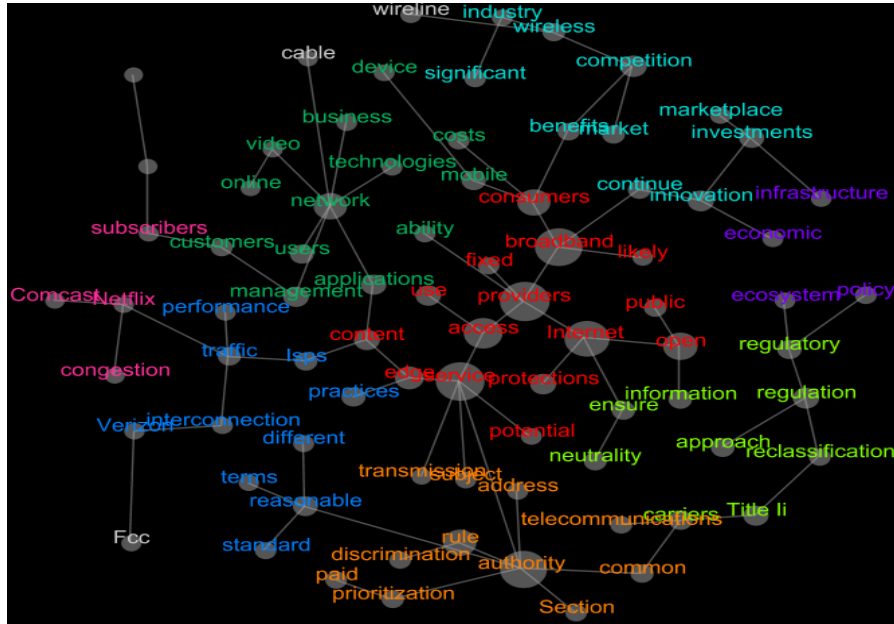 wireline
industry
wireless
cable
device
significant
competition
business
costs
benefits
market
marketplace
investments
video
technologies
online
mobile
network
consumers
continue
innovation
infrastructure
subscribers
customers
users
ability
broadband
fixed
likely
economic
Comcast
Netflix
management
applications
use
providers
public
ecosystem
policy
performance
traffic
Isps
content
access
Internet
open
regulatory
congestion
practices
edge
service
protections
information
regulation
Verizon
interconnection
different
potential
ensure
neutrality
approach
reclassification
terms
reasonable
transmission
subject
address
telecommunications
carriers
Title Ii
Fcc
standard
rule
discrimination
authority
common
paid
prioritization
Section